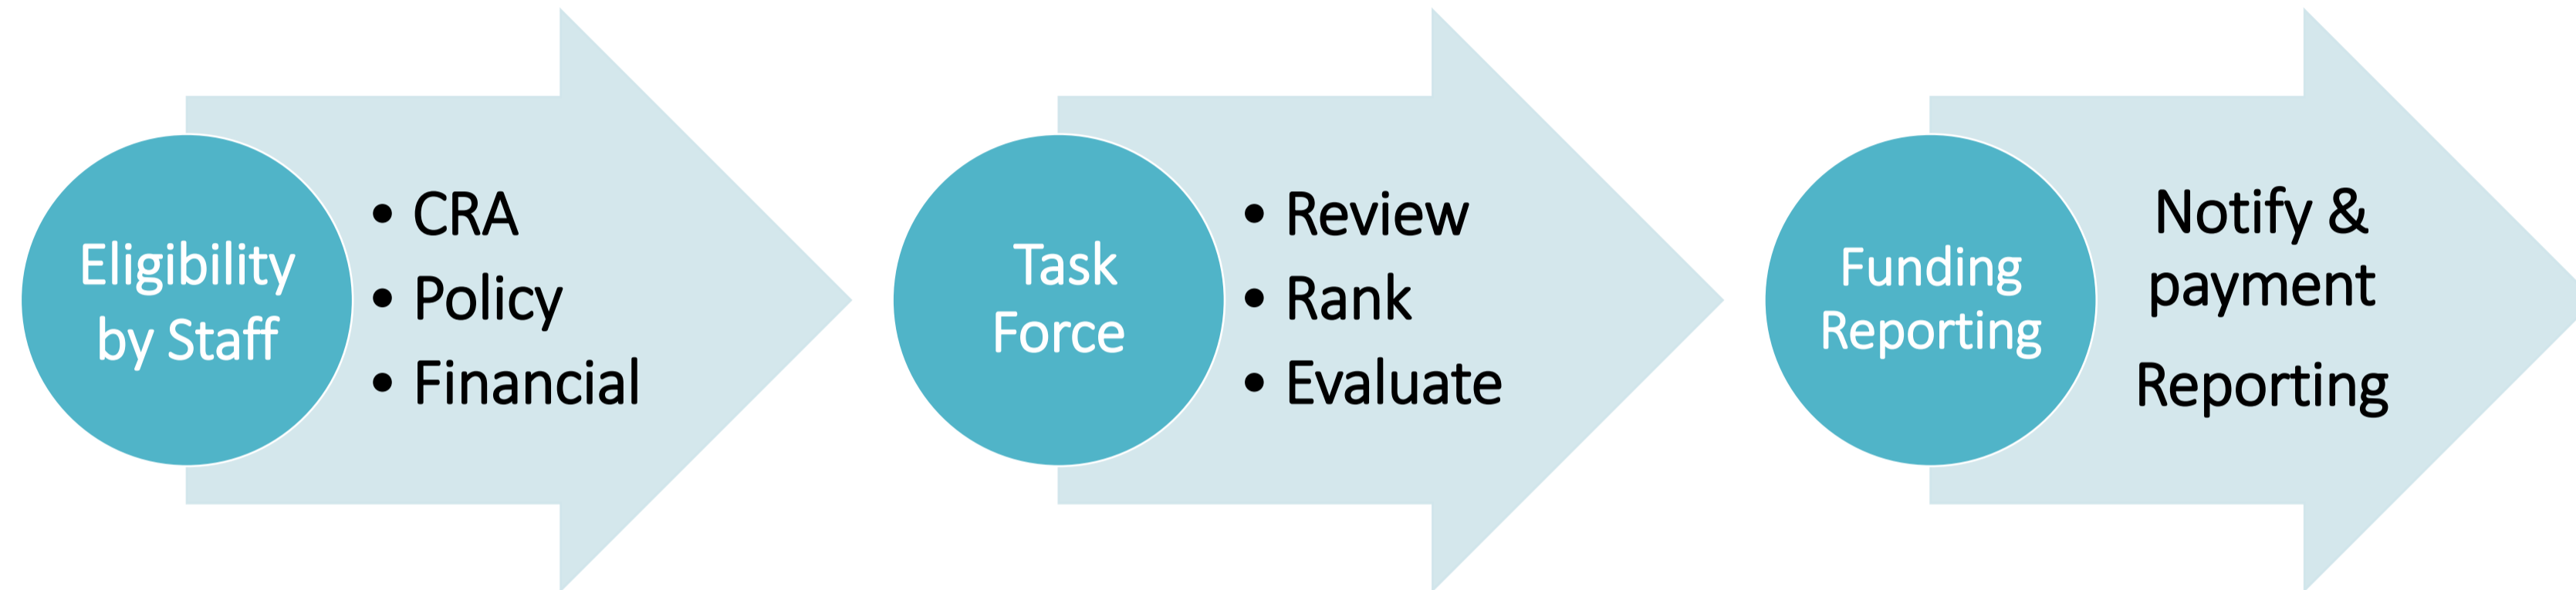 Eligibility
by Staff
• CRA
• Policy
• Financial
Task
Force
• Review
• Rank
• Evaluate
Funding
Reporting
Notify &
payment
Reporting